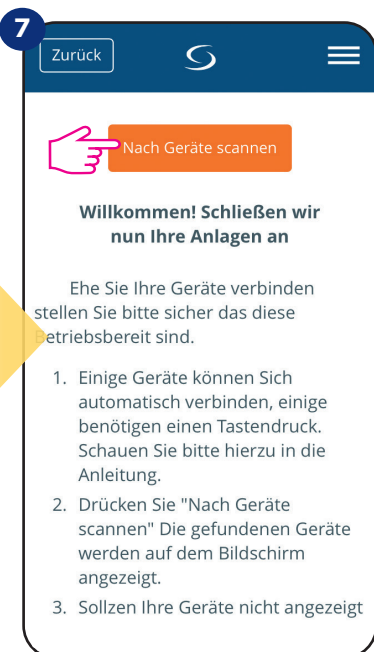 7
Zurück
Nach Geräte scannen
Willkommen! Schließen wir
nun Ihre Anlagen an
Ehe Sie Ihre Geräte verbinden
stellen Sie bitte sicher das diese
Betriebsbereit sind.
1. Einige Geräte können Sich
automatisch verbinden, einige
benötigen einen Tastendruck.
Schauen Sie bitte hierzu in die
Anleitung.
2. Drücken Sie "Nach Geräte
scannen" Die gefundenen Geräte
werden auf dem Bildschirm
angezeigt.
3. Sollzen Ihre Geräte nicht angezeigt